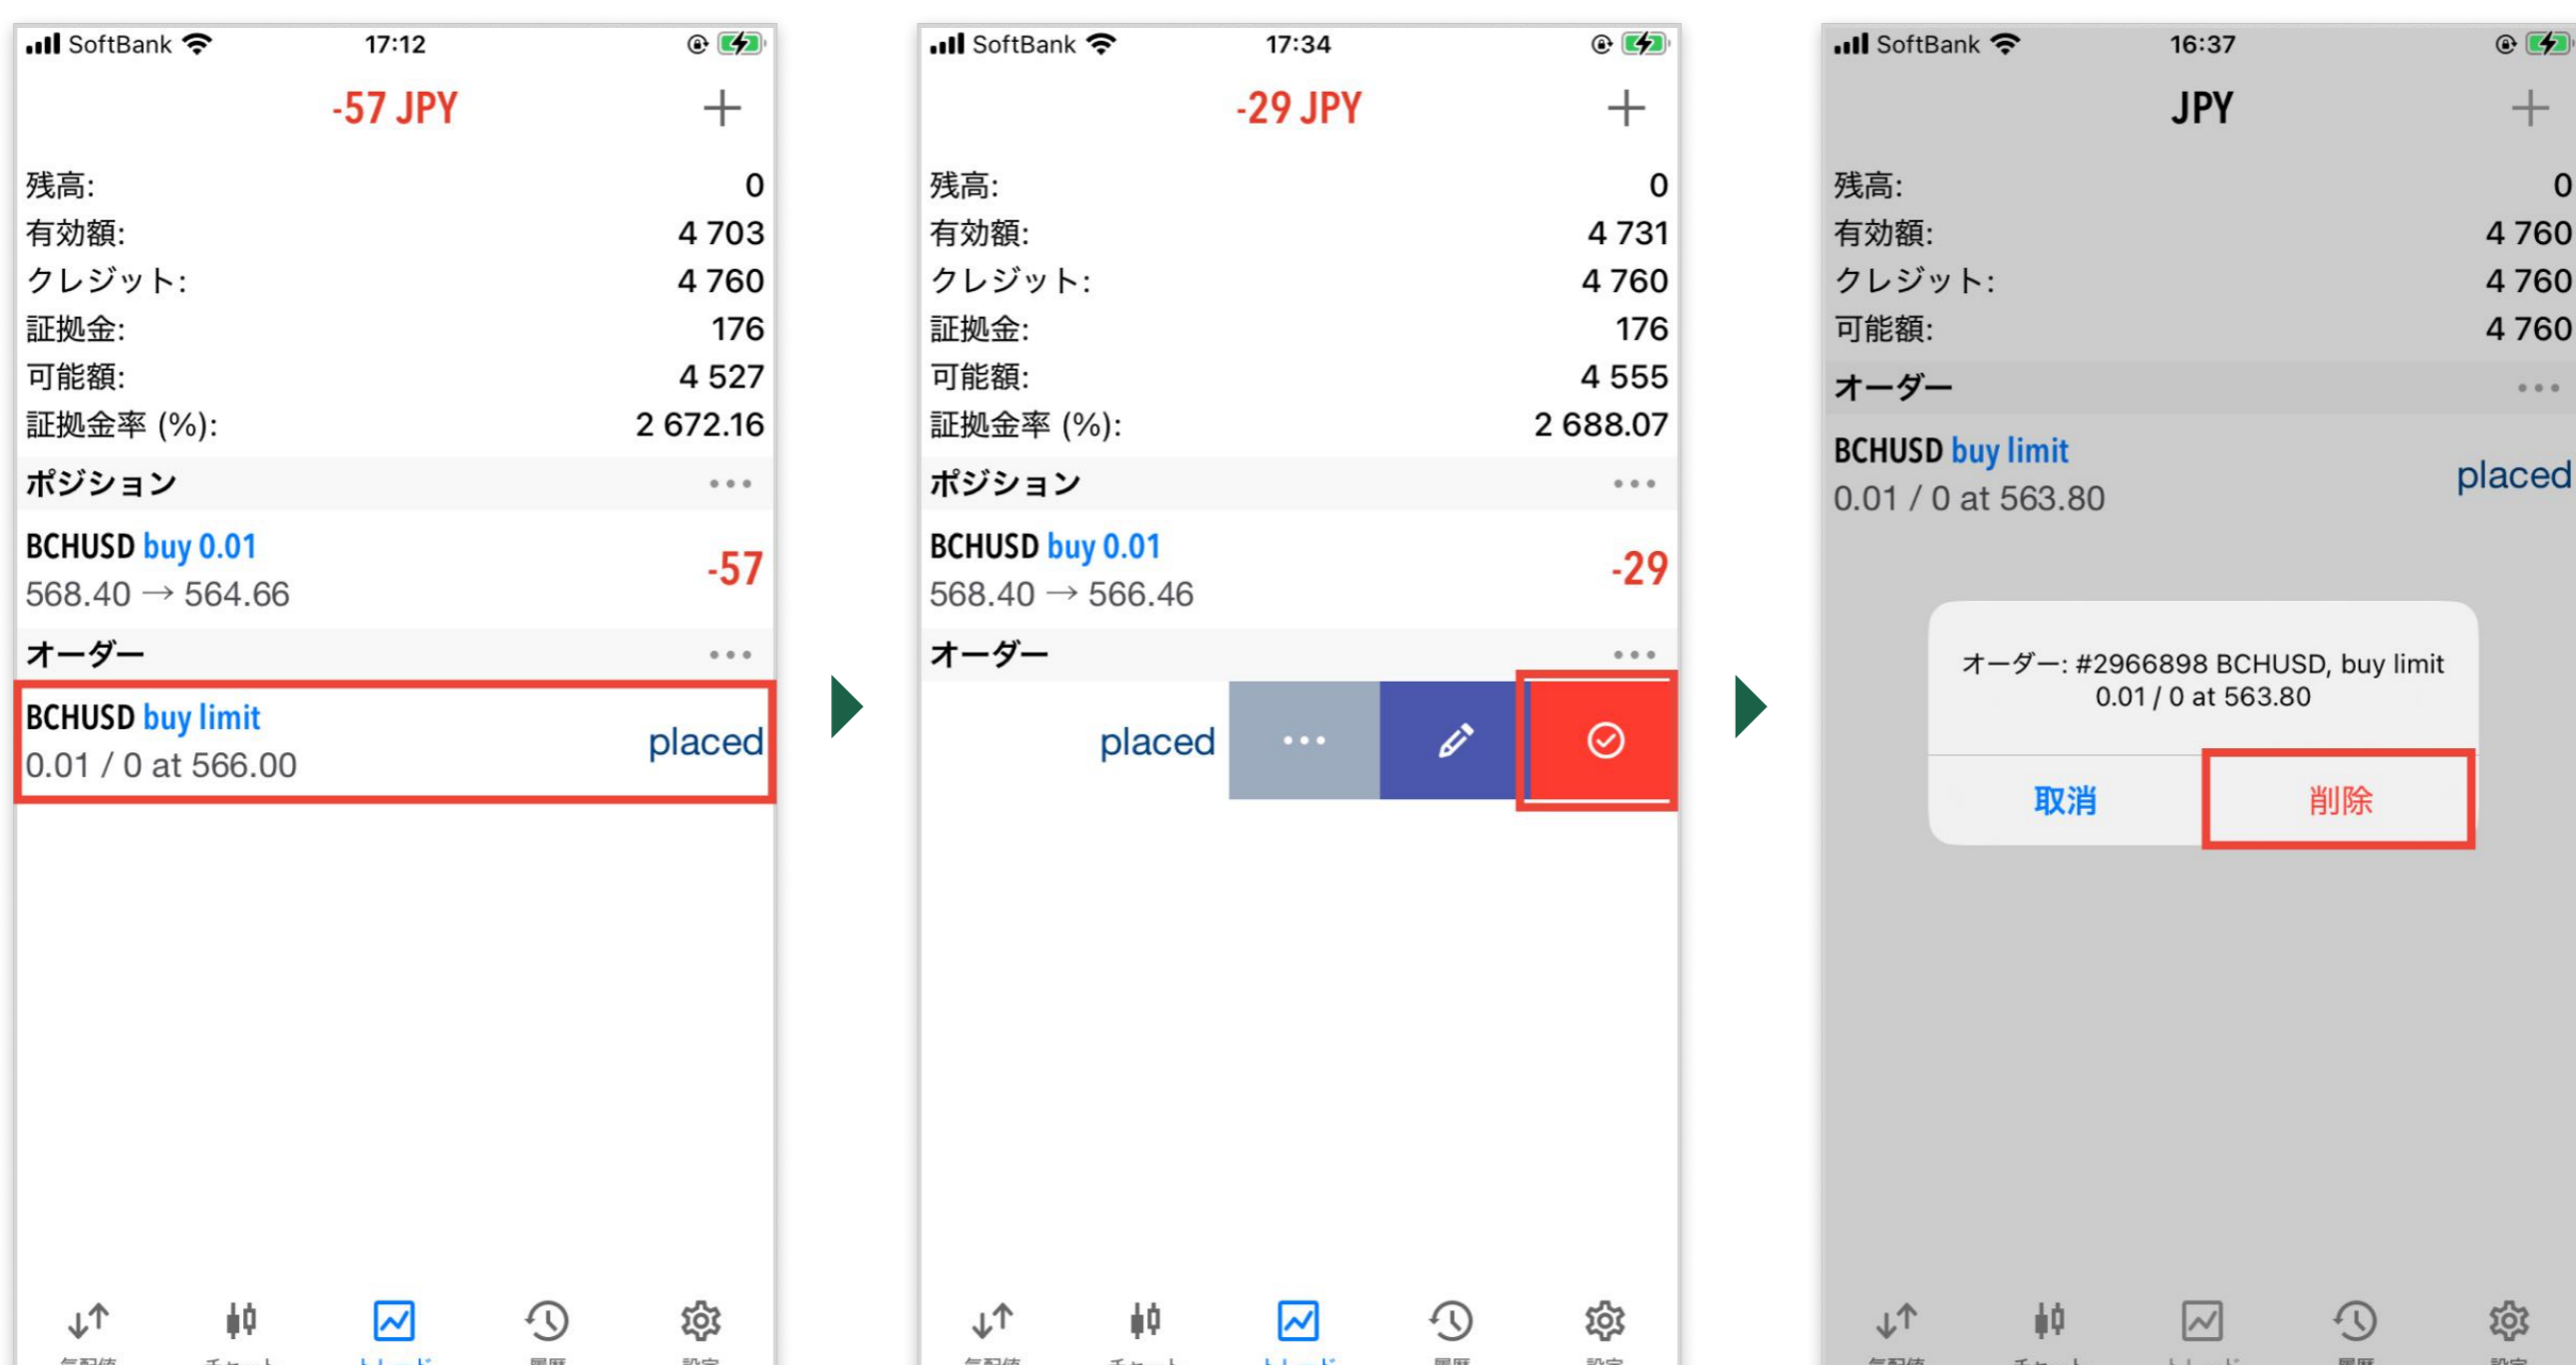 SoftBank 17:12
-57 JPY
残高: 0
有効額: 4 703
クレジット: 4 760
証拠金: 176
可能額: 4 527
証拠金率 (%): 2 672.16
ポジション
BCHUSD buy 0.01
568.40 → 564.66
-57
オーダー
BCHUSD buy limit
0.01 / 0 at 566.00
placed
SoftBank 17:34
-29 JPY
残高: 0
有効額: 4 731
クレジット: 4 760
証拠金: 176
可能額: 4 555
証拠金率 (%): 2 688.07
ポジション
BCHUSD buy 0.01
568.40 → 566.46
-29
オーダー
placed
SoftBank 16:37
JPY
残高: 0
有効額: 4 760
クレジット: 4 760
可能額: 4 760
オーダー
BCHUSD buy limit
0.01 / 0 at 563.80
placed
オーダー: #2966898 BCHUSD, buy limit
0.01 / 0 at 563.80
取消 削除